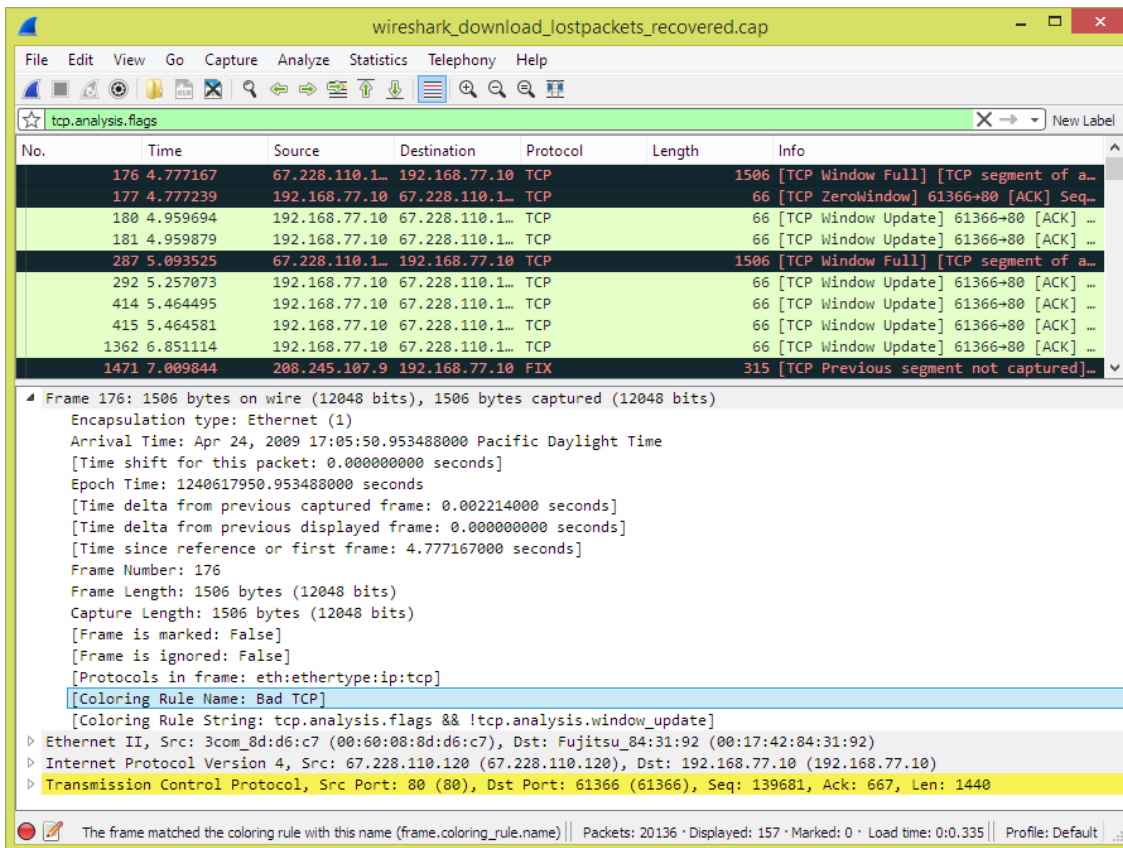 wireshark_download_lostpackets_recovered.cap
File Edit View Go Capture Analyze Statistics Telephony Help
tcp.analysis.flags New Label
No. Time Source Destination Protocol Length Info
176 4.777167 67.228.110.1… 192.168.77.10 TCP 1506 [TCP Window Full] [TCP segment of a…
177 4.777239 192.168.77.10 67.228.110.1… TCP 66 [TCP ZeroWindow] 61366→80 [ACK] Seq…
180 4.959694 192.168.77.10 67.228.110.1… TCP 66 [TCP Window Update] 61366→80 [ACK] …
181 4.959879 192.168.77.10 67.228.110.1… TCP 66 [TCP Window Update] 61366→80 [ACK] …
287 5.093525 67.228.110.1… 192.168.77.10 TCP 1506 [TCP Window Full] [TCP segment of a…
292 5.257073 192.168.77.10 67.228.110.1… TCP 66 [TCP Window Update] 61366→80 [ACK] …
414 5.464495 192.168.77.10 67.228.110.1… TCP 66 [TCP Window Update] 61366→80 [ACK] …
415 5.464581 192.168.77.10 67.228.110.1… TCP 66 [TCP Window Update] 61366→80 [ACK] …
1362 6.851114 192.168.77.10 67.228.110.1… TCP 66 [TCP Window Update] 61366→80 [ACK] …
1471 7.009844 208.245.107.9 192.168.77.10 FIX 315 [TCP Previous segment not captured]…
Frame 176: 1506 bytes on wire (12048 bits), 1506 bytes captured (12048 bits)
Encapsulation type: Ethernet (1)
Arrival Time: Apr 24, 2009 17:05:50.953488000 Pacific Daylight Time
[Time shift for this packet: 0.000000000 seconds]
Epoch Time: 1240617950.953488000 seconds
[Time delta from previous captured frame: 0.002214000 seconds]
[Time delta from previous displayed frame: 0.000000000 seconds]
[Time since reference or first frame: 4.777167000 seconds]
Frame Number: 176
Frame Length: 1506 bytes (12048 bits)
Capture Length: 1506 bytes (12048 bits)
[Frame is marked: False]
[Frame is ignored: False]
[Protocols in frame: eth:ethertype:ip:tcp]
[Coloring Rule Name: Bad TCP]
[Coloring Rule String: tcp.analysis.flags && !tcp.analysis.window_update]
Ethernet II, Src: 3com_8d:d6:c7 (00:60:08:8d:d6:c7), Dst: Fujitsu_84:31:92 (00:17:42:84:31:92)
Internet Protocol Version 4, Src: 67.228.110.120 (67.228.110.120), Dst: 192.168.77.10 (192.168.77.10)
Transmission Control Protocol, Src Port: 80 (80), Dst Port: 61366 (61366), Seq: 139681, Ack: 667, Len: 1440
The frame matched the coloring rule with this name (frame.coloring_rule.name) Packets: 20136 · Displayed: 157 · Marked: 0 · Load time: 0:0.335 Profile: Default